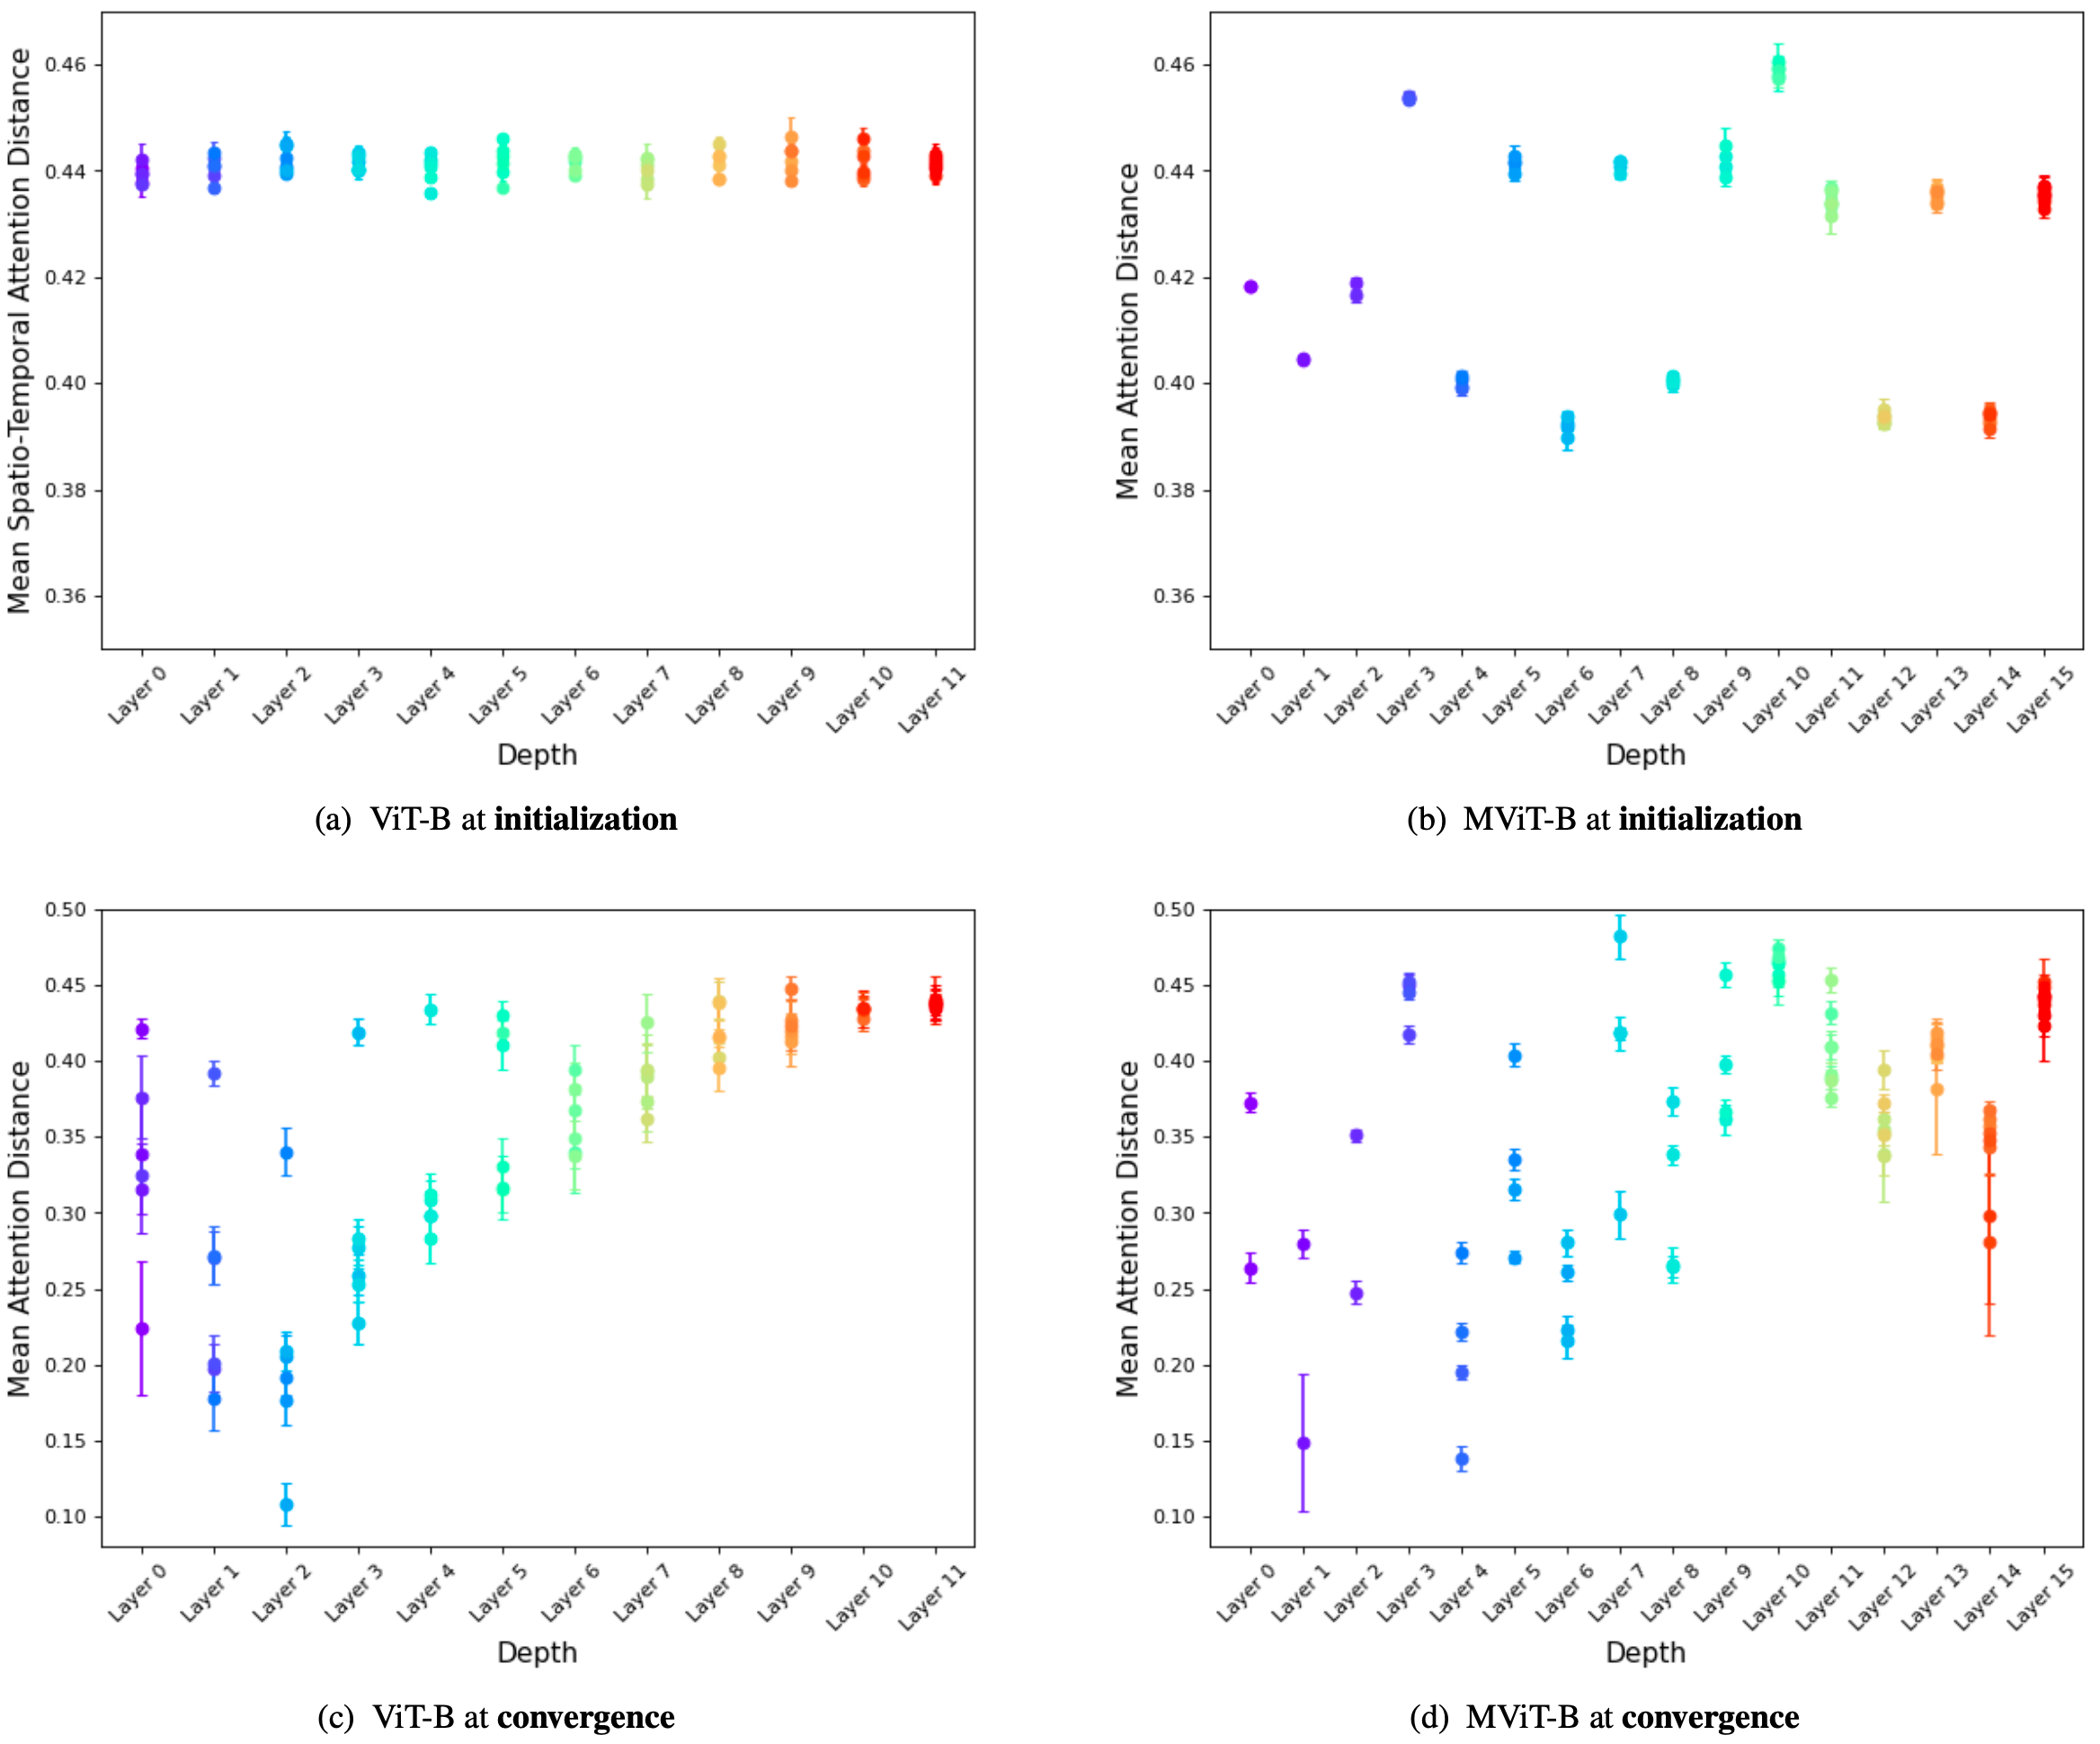 Mean Spatio-Temporal Attention Distance
0.46
0.44
0.42
0.40
0.38
0.36
Layer 0
Layer 1
Layer 2
Layer 3
Layer 4
Layer 5
Layer 6
Layer 7
Layer 8
Layer 9
Layer 10
Layer 11
Depth
(a) ViT-B at initialization
Mean Attention Distance
0.46
0.44
0.42
0.40
0.38
0.36
Layer 0
Layer 1
Layer 2
Layer 3
Layer 4
Layer 5
Layer 6
Layer 7
Layer 8
Layer 9
Layer 10
Layer 11
Layer 12
Layer 13
Layer 14
Layer 15
Depth
(b) MViT-B at initialization
Mean Attention Distance
0.50
0.45
0.40
0.35
0.30
0.25
0.20
0.15
0.10
Layer 0
Layer 1
Layer 2
Layer 3
Layer 4
Layer 5
Layer 6
Layer 7
Layer 8
Layer 9
Layer 10
Layer 11
Depth
(c) ViT-B at convergence
Mean Attention Distance
0.50
0.45
0.40
0.35
0.30
0.25
0.20
0.15
0.10
Layer 0
Layer 1
Layer 2
Layer 3
Layer 4
Layer 5
Layer 6
Layer 7
Layer 8
Layer 9
Layer 10
Layer 11
Layer 12
Layer 13
Layer 14
Layer 15
Depth
(d) MViT-B at convergence